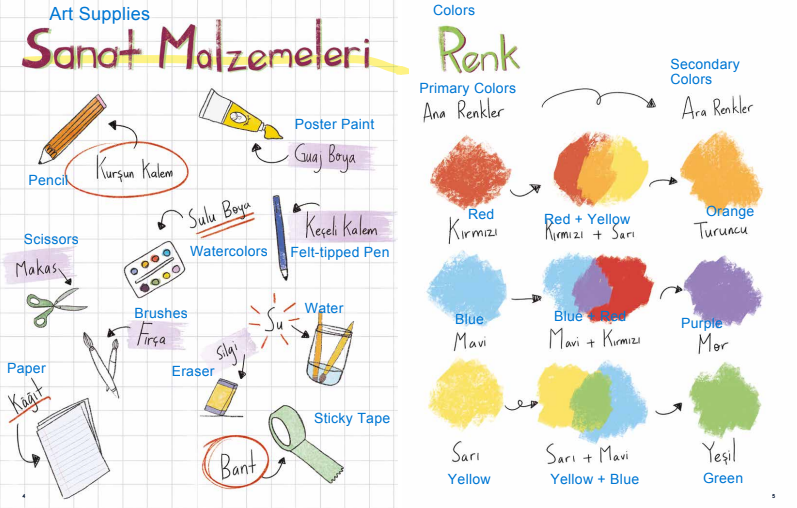 Art Supplies
Sanat Malzemeleri
Poster Paint
Guaj Boya
Kurşun Kalem
Pencil
Sulu Boya
Watercolors
Keçeli Kalem
Felt-tipped Pen
Scissors
Makas
Brushes
Fırça
Water
Su
Silgi
Eraser
Paper
Kâğıt
Sticky Tape
Bant
4
Colors
Renk
Primary Colors
Ana Renkler
Secondary
Colors
Ara Renkler
Red
Kırmızı
Red + Yellow
Kırmızı + Sarı
Orange
Turuncu
Blue
Mavi
Blue + Red
Mavi + Kırmızı
Purple
Mor
Sarı
Yellow
Sarı + Mavi
Yellow + Blue
Yeşil
Green
5